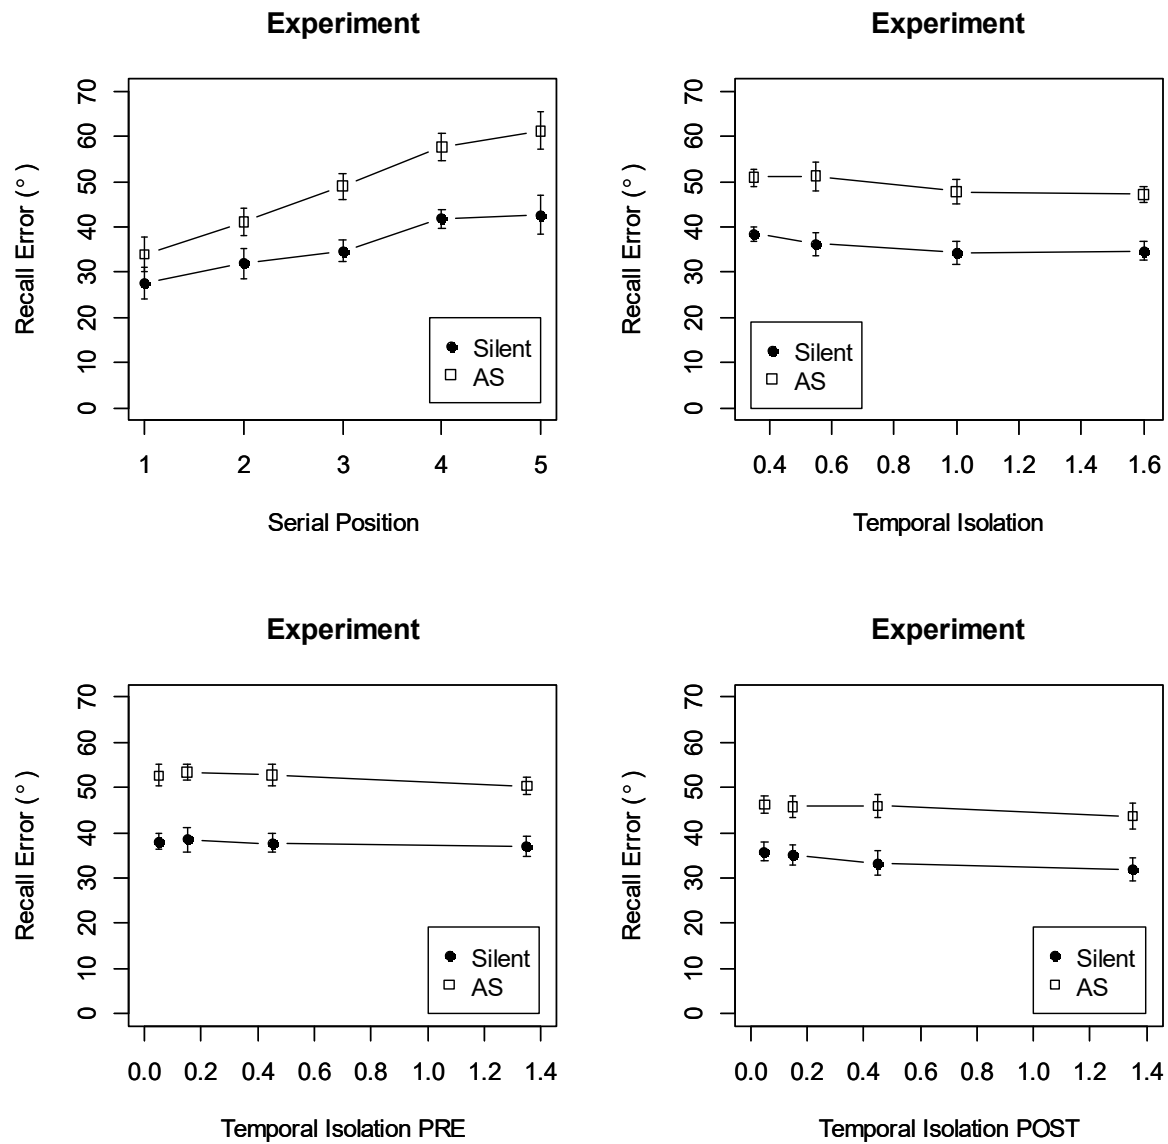 Experiment
Recall Error (°)
70
60
50
40
30
20
10
0
Silent
AS
1 2 3 4 5
Serial Position
Experiment
Recall Error (°)
70
60
50
40
30
20
10
0
Silent
AS
0.4 0.6 0.8 1.0 1.2 1.4 1.6
Temporal Isolation
Experiment
Recall Error (°)
70
60
50
40
30
20
10
0
Silent
AS
0.0 0.2 0.4 0.6 0.8 1.0 1.2 1.4
Temporal Isolation PRE
Experiment
Recall Error (°)
70
60
50
40
30
20
10
0
Silent
AS
0.0 0.2 0.4 0.6 0.8 1.0 1.2 1.4
Temporal Isolation POST